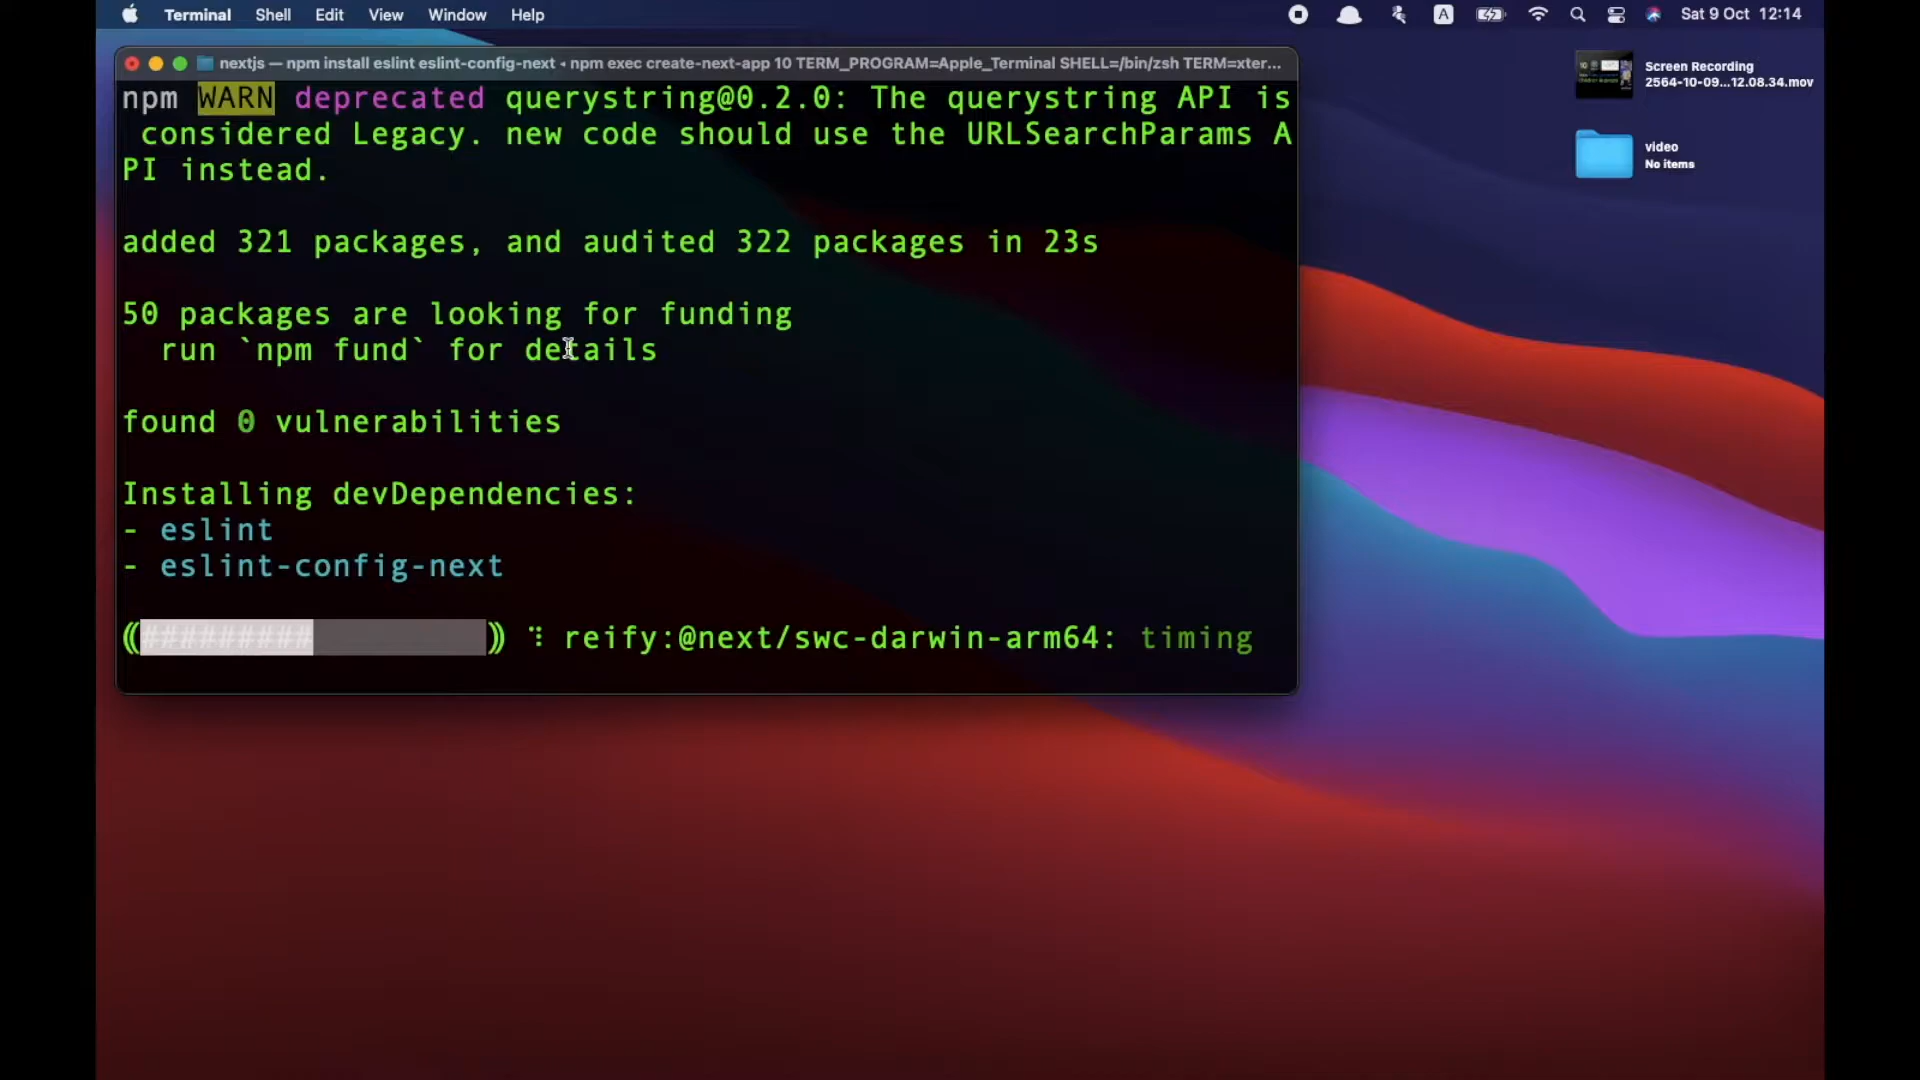 Terminal Shell Edit View Window Help A Sat 9 Oct 12:14
nextjs — npm install eslint eslint-config-next ◂ npm exec create-next-app 10 TERM_PROGRAM=Apple_Terminal SHELL=/bin/zsh TERM=xter...
npm WARN deprecated querystring@0.2.0: The querystring API is
considered Legacy. new code should use the URLSearchParams A
PI instead.
added 321 packages, and audited 322 packages in 23s
50 packages are looking for funding
run `npm fund` for details
found 0 vulnerabilities
Installing devDependencies:
- eslint
- eslint-config-next
(#########) ⠹ reify:@next/swc-darwin-arm64: timing
Screen Recording
2564-10-09...12.08.34.mov
video
No items